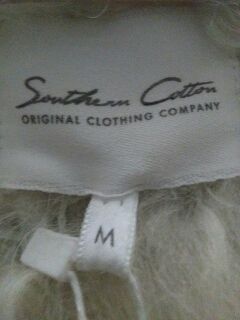 Southern Cotton
ORIGINAL CLOTHING COMPANY
M